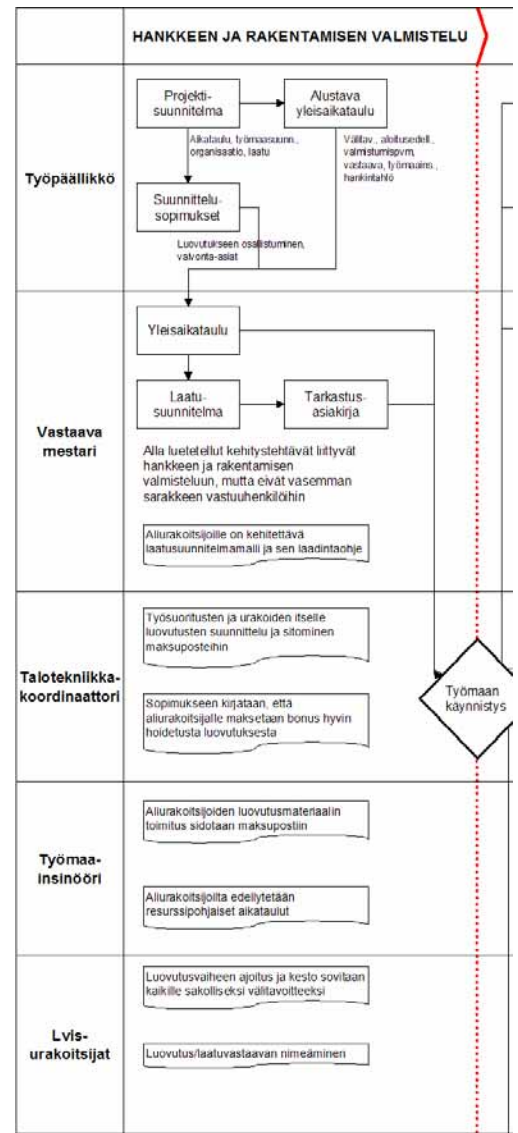 HANKKEEN JA RAKENTAMISEN VALMISTELU
Työpäällikkö
Projekti-
suunnitelma
Alustava
yleisaikataulu
Aikataulu, työmaasuunn.,
organisaatio, laatu
Välitav., aloitusedell.,
valmistumispvm,
vastaava, työmaains.,
hankintahlö
Suunnittelu-
sopimukset
Luovutukseen osallistuminen,
valvonta-asiat
Vastaava
mestari
Yleisaikataulu
Laatu-
suunnitelma
Tarkastus-
asiakirja
Alla luetetellut kehitystehtävät liittyvät
hankkeen ja rakentamisen
valmisteluun, mutta eivät vasemman
sarakkeen vastuuhenkilöihin
Aliurakoitsijoille on kehitettävä
laatusuunnitelmamalli ja sen laadintaohje
Talotekniikka-
koordinaattori
Työsuoritusten ja urakoiden itselle
luovutusten suunnittelu ja sitominen
maksuposteihin
Sopimukseen kirjataan, että
aliurakoitsijalle maksetaan bonus hyvin
hoidetusta luovutuksesta
Työmaan
käynnistys
Työmaa-
insinööri
Aliurakoitsijoiden luovutusmateriaalin
toimitus sidotaan maksupostiin
Aliurakoitsijoilta edellytetään
resurssipohjaiset aikataulut
Lvis-
urakoitsijat
Luovutusvaiheen ajoitus ja kesto sovitaan
kaikille sakolliseksi välitavoitteeksi
Luovutus/laatuvastaavan nimeäminen